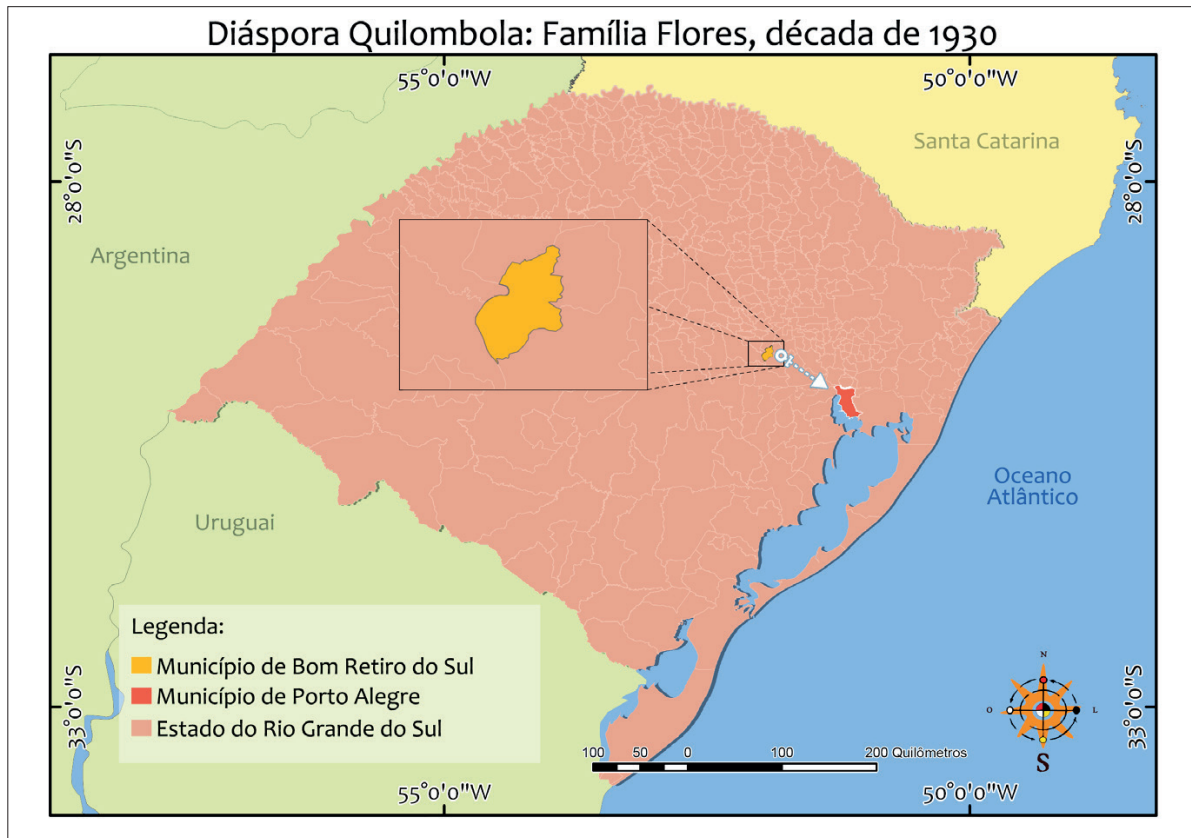 Diáspora Quilombola: Família Flores, década de 1930
55°0'0"W
50°0'0"W
Santa Catarina
28°0'0"S
28°0'0"S
Argentina
Oceano
Atlântico
Uruguai
Legenda:
Município de Bom Retiro do Sul
Município de Porto Alegre
Estado do Rio Grande do Sul
33°0'0"S
33°0'0"S
N
O
L
S
100 50 0 100 200 Quilômetros
55°0'0"W
50°0'0"W